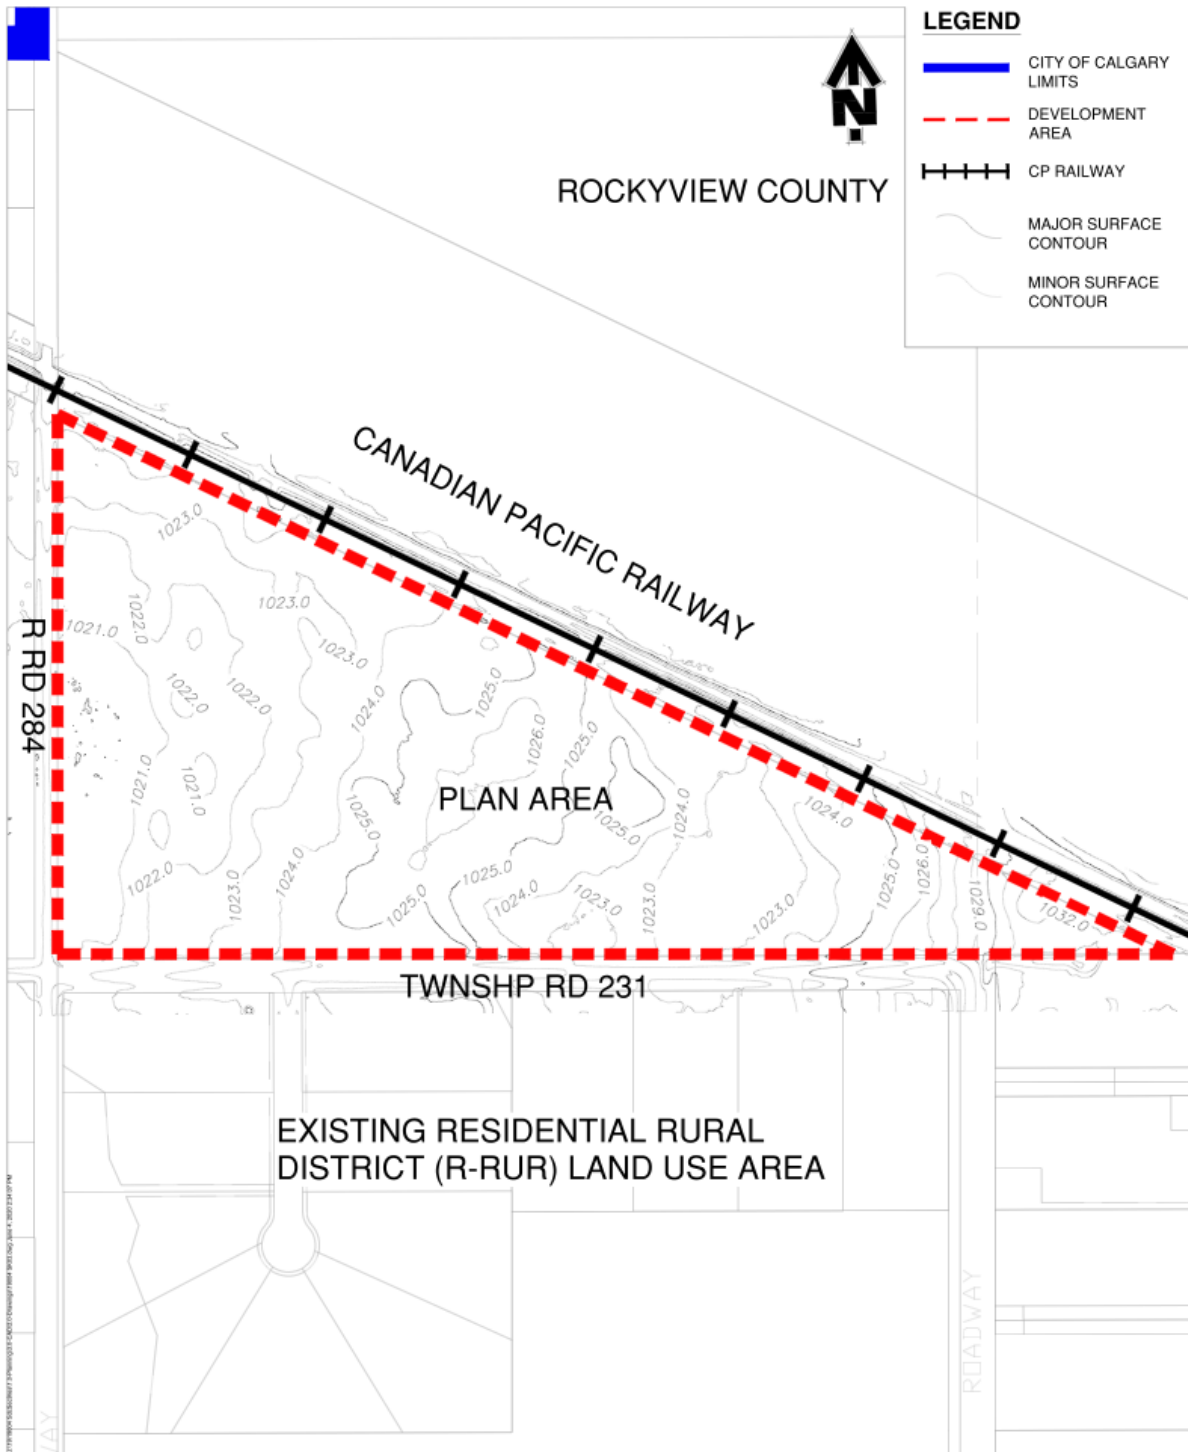 LEGEND
CITY OF CALGARY
LIMITS
DEVELOPMENT
AREA
CP RAILWAY
MAJOR SURFACE
CONTOUR
MINOR SURFACE
CONTOUR
N
ROCKYVIEW COUNTY
CANADIAN PACIFIC RAILWAY
1023.0
1023.0
1022.0
1021.0
1023.0
R RD 284
1022.0
1022.0
1024.0
1025.0
1026.0
1025.0
1021.0
1021.0
PLAN AREA
1025.0
1025.0
1024.0
1024.0
1022.0
1023.0
1024.0
1025.0
1025.0
1024.0
1023.0
1023.0
1023.0
1025.0
1026.0
1029.0
1032.0
TWNSHP RD 231
EXISTING RESIDENTIAL RURAL
DISTRICT (R-RUR) LAND USE AREA
ROADWAY
WAY